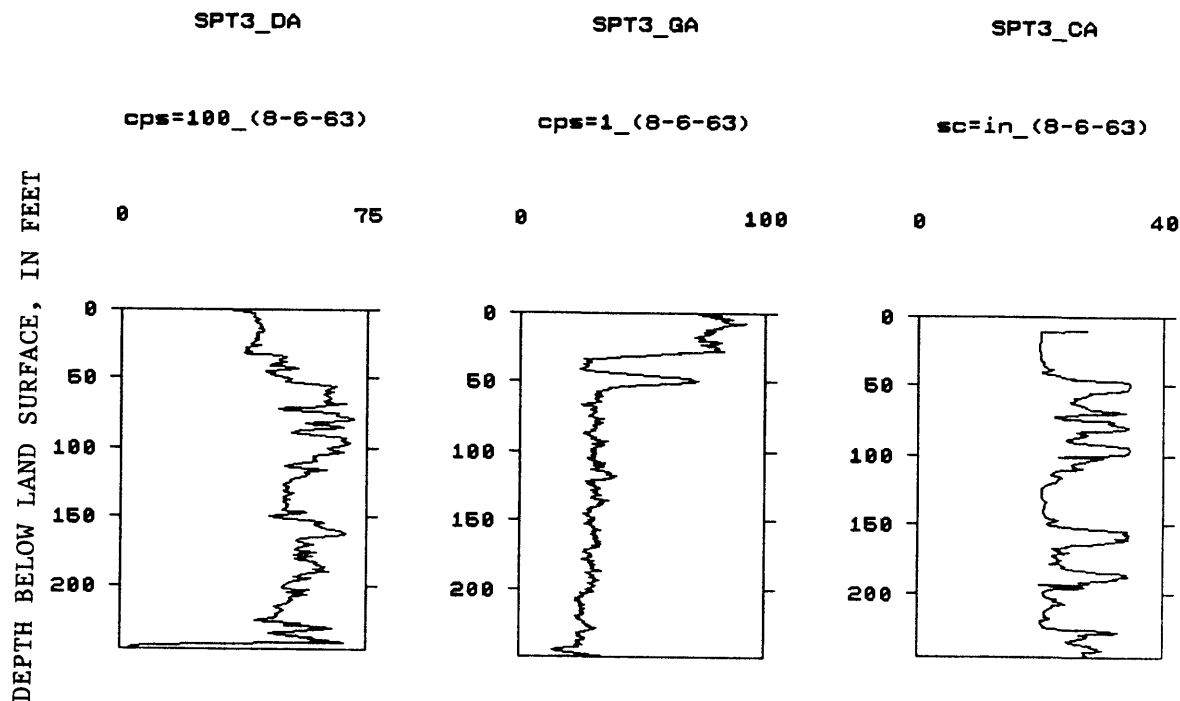 SPT3_DA
SPT3_GA
SPT3_CA
cps=100_(8-6-63)
cps=1_(8-6-63)
sc=in_(8-6-63)
0 75
0 100
0 40
DEPTH BELOW LAND SURFACE, IN FEET
0
50
100
150
200
0
50
100
150
200
0
50
100
150
200